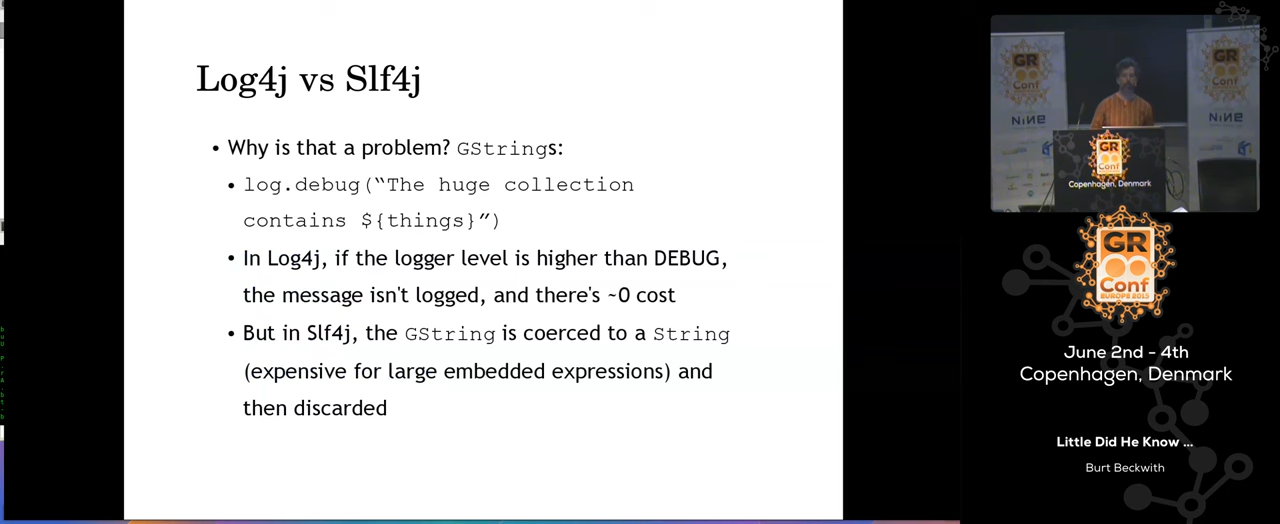 Log4j vs Slf4j
• Why is that a problem? GStrings:
• log.debug(“The huge collection
contains ${things}”)
• In Log4j, if the logger level is higher than DEBUG,
the message isn't logged, and there's ~0 cost
• But in Slf4j, the GString is coerced to a String
(expensive for large embedded expressions) and
then discarded
GR
Conf
NiNE
GR
Conf
NiNE
GR
Conf
Copenhagen, Denmark
GR
Conf
EUROPE 2015
June 2nd - 4th
Copenhagen, Denmark
Little Did He Know ...
Burt Beckwith